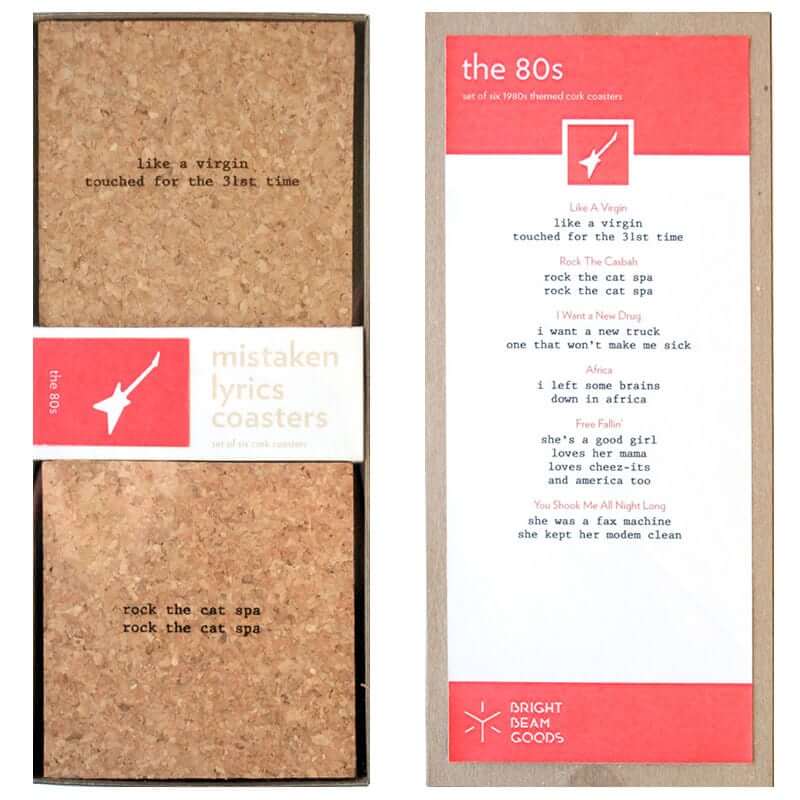 like a virgin
touched for the 31st time
the 80s
mistaken
lyrics
coasters
set of six cork coasters
rock the cat spa
rock the cat spa
the 80s
set of six 1980s themed cork coasters
Like A Virgin
like a virgin
touched for the 31st time
Rock The Casbah
rock the cat spa
rock the cat spa
I Want a New Drug
i want a new truck
one that won't make me sick
Africa
i left some brains
down in africa
Free Fallin'
she's a good girl
loves her mama
loves cheez-its
and america too
You Shook Me All Night Long
she was a fax machine
she kept her modem clean
BRIGHT
BEAM
GOODS